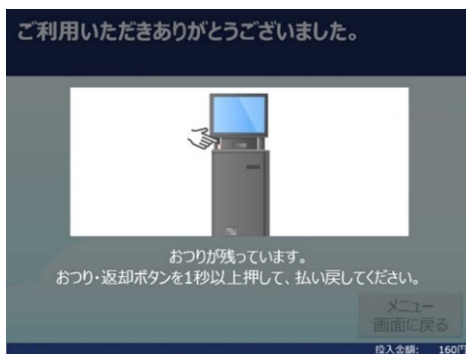 ご利用いただきありがとうございました。
おつりが残っています。
おつり・返却ボタンを1秒以上押して、払い戻してください。
メニュー
画面に戻る
投入金額: 160円